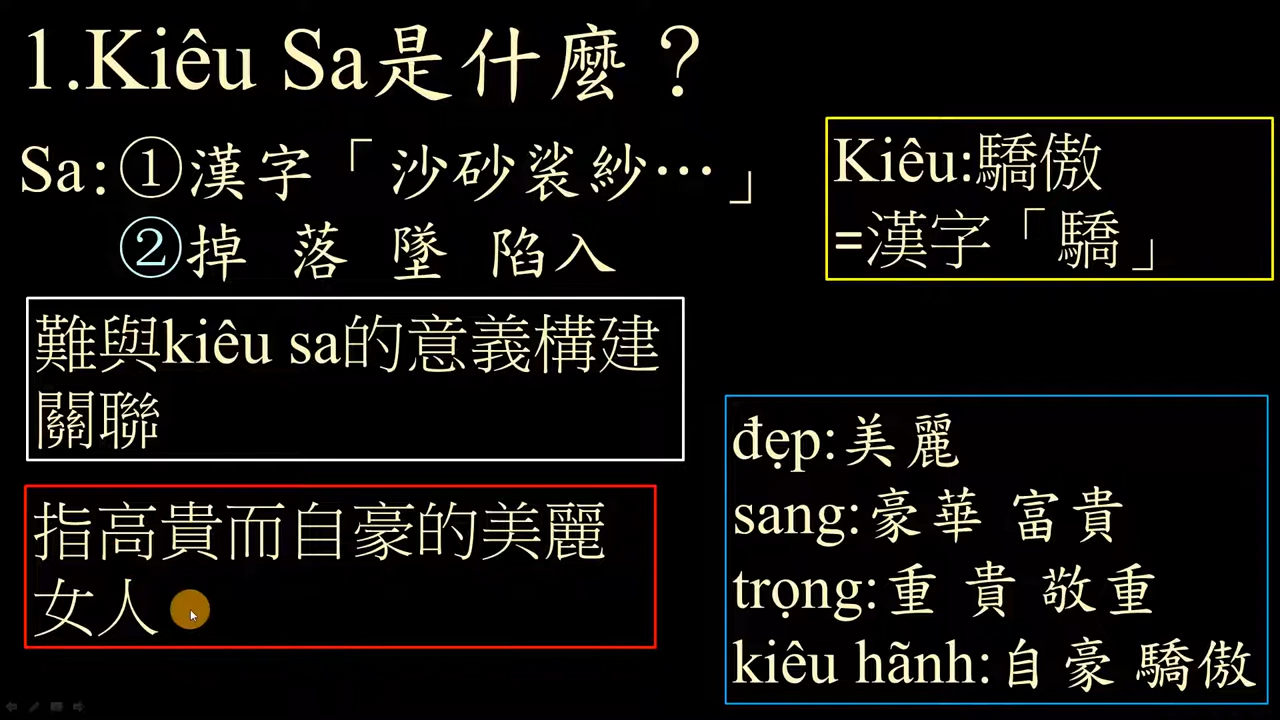 1.Kiêu Sa是什麼？
Sa:①漢字「沙砂裟紗…」
②掉 落 墜 陷入
Kiêu:驕傲
=漢字「驕」
難與kiêu sa的意義構建
關聯
指高貴而自豪的美麗
女人
đẹp:美麗
sang:豪華 富貴
trọng:重 貴 敬重
kiêu hãnh:自豪 驕傲